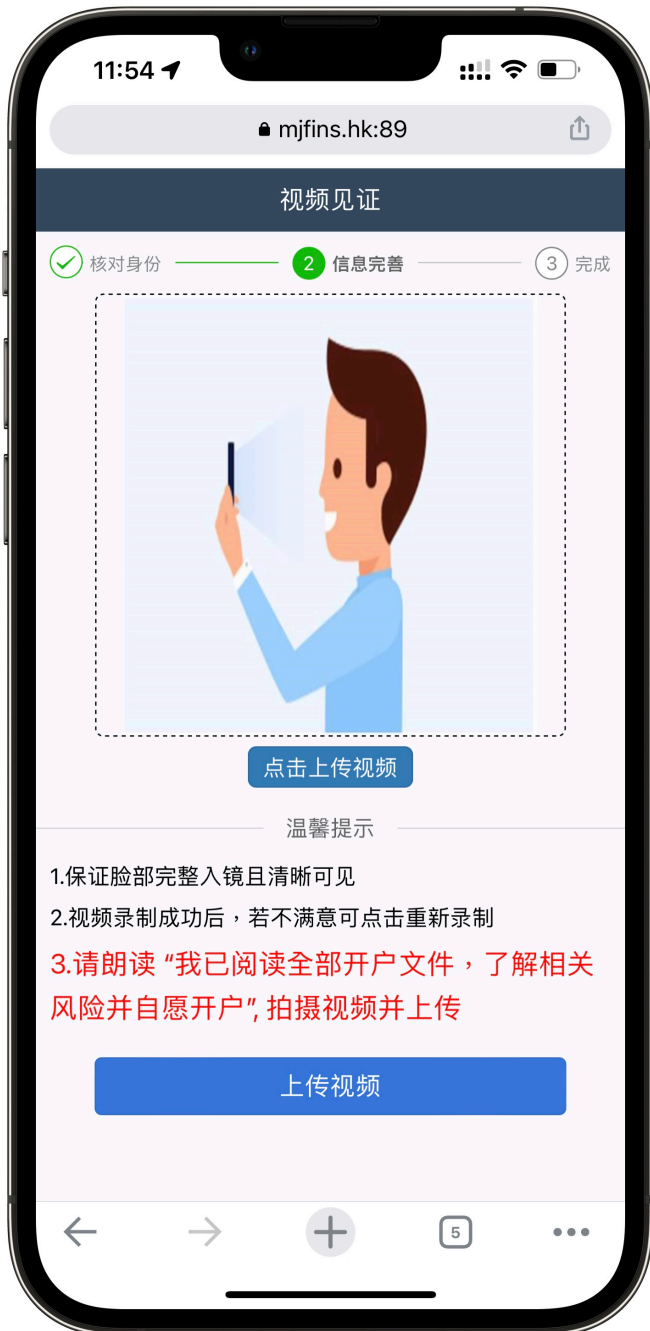 11:54
mjfins.hk:89
视频见证
核对身份 2 信息完善 3 完成
点击上传视频
温馨提示
1.保证脸部完整入镜且清晰可见
2.视频录制成功后，若不满意可点击重新录制
3.请朗读 “我已阅读全部开户文件，了解相关
风险并自愿开户”, 拍摄视频并上传
上传视频
5